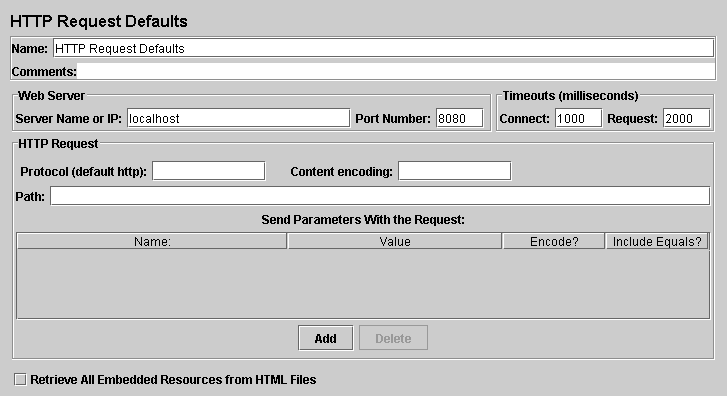 HTTP Request Defaults
Name: HTTP Request Defaults
Comments:
Web Server
Timeouts (milliseconds)
Server Name or IP: localhost Port Number: 8080
Connect: 1000 Request: 2000
HTTP Request
Protocol (default http): Content encoding:
Path:
Send Parameters With the Request:
Name: Value Encode? Include Equals?
Add Delete
Retrieve All Embedded Resources from HTML Files